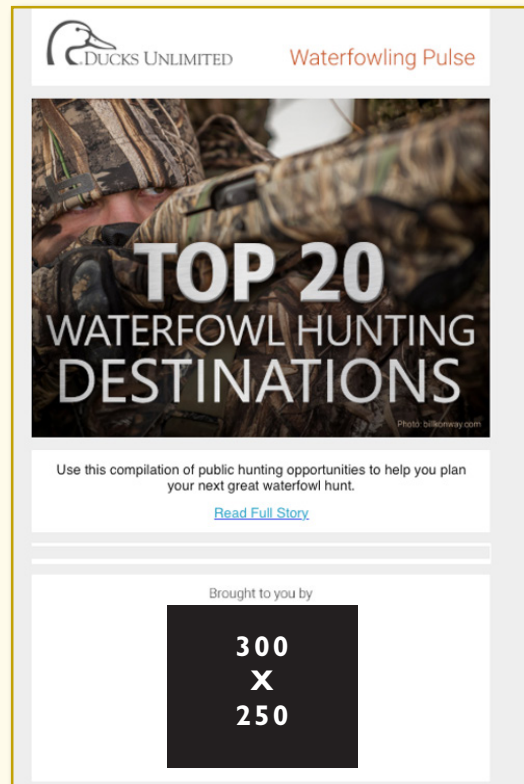 DUCKS UNLIMITED
Waterfowling Pulse
TOP 20
WATERFOWL HUNTING
DESTINATIONS
Photo: billkonway.com
Use this compilation of public hunting opportunities to help you plan
your next great waterfowl hunt.
Read Full Story
Brought to you by
300
X
250